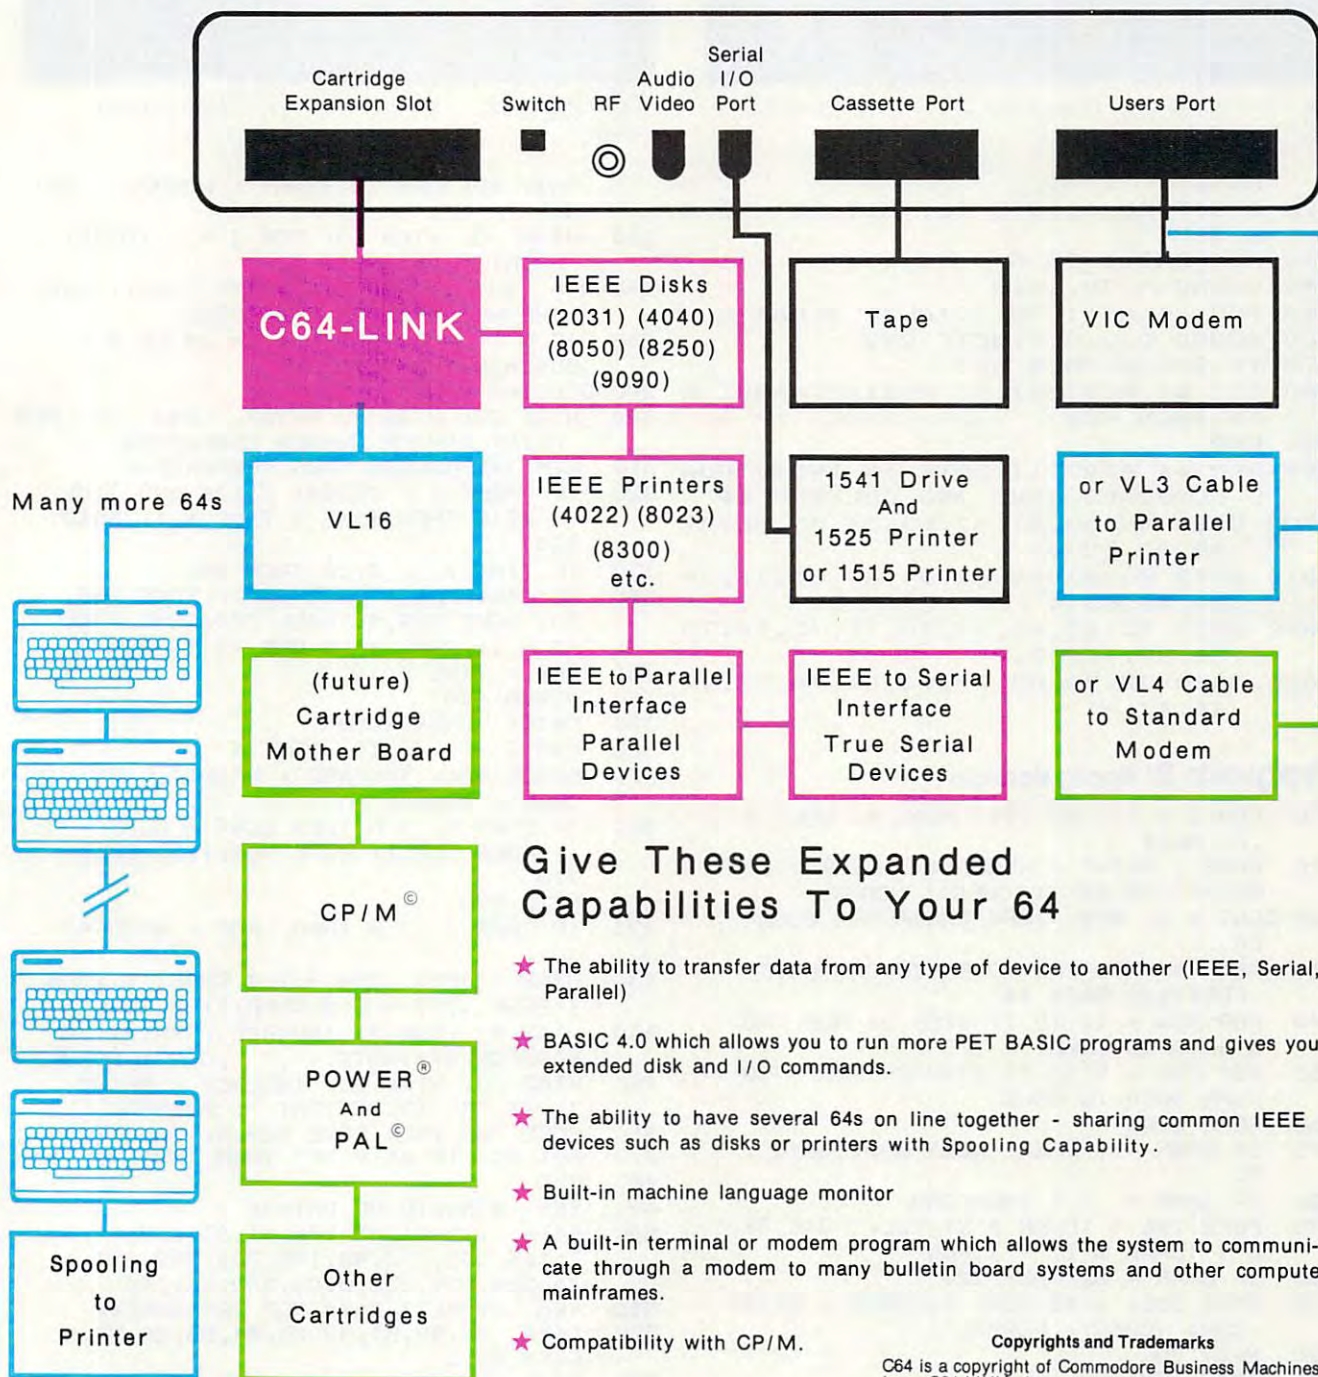 Cartridge
Expansion Slot
Switch
RF
Audio
Video
Serial
I/O
Port
Cassette Port
Users Port
C64-LINK
IEEE Disks
(2031) (4040)
(8050) (8250)
(9090)
Tape
VIC Modem
Many more 64s
VL16
IEEE Printers
(4022) (8023)
(8300)
etc.
1541 Drive
And
1525 Printer
or 1515 Printer
or VL3 Cable
to Parallel
Printer
(future)
Cartridge
Mother Board
IEEE to Parallel
Interface
Parallel
Devices
IEEE to Serial
Interface
True Serial
Devices
or VL4 Cable
to Standard
Modem
CP/M©
POWER®
And
PAL©
Other
Cartridges
Spooling
to
Printer
Give These Expanded
Capabilities To Your 64
★ The ability to transfer data from any type of device to another (IEEE, Serial,
Parallel)
★ BASIC 4.0 which allows you to run more PET BASIC programs and gives you
extended disk and I/O commands.
★ The ability to have several 64s on line together - sharing common IEEE
devices such as disks or printers with Spooling Capability.
★ Built-in machine language monitor
★ A built-in terminal or modem program which allows the system to communi-
cate through a modem to many bulletin board systems and other compute
mainframes.
★ Compatibility with CP/M.
Copyrights and Trademarks
C64 is a copyright of Commodore Business Machines